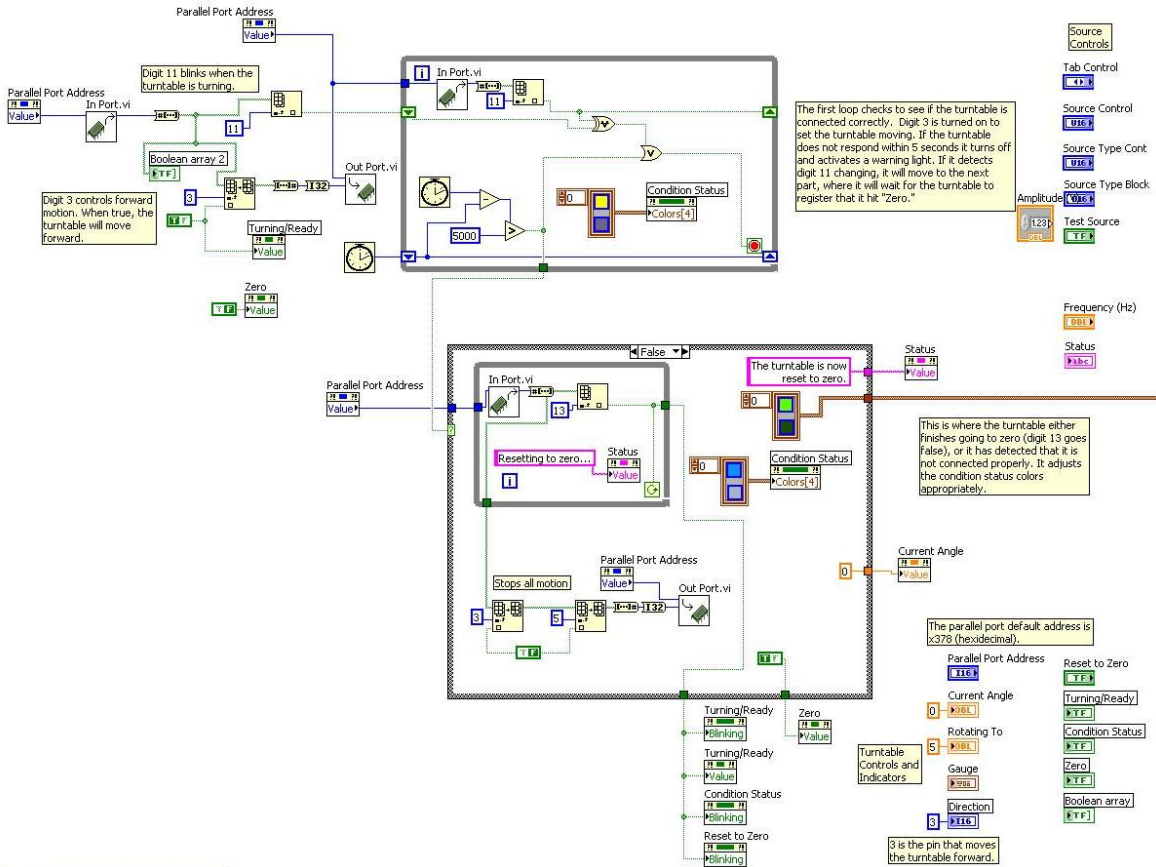 Parallel Port Address
Value
Source
Controls
Tab Control
Digit 11 blinks when the
turntable is turning.
i
In Port.vi
11
Parallel Port Address
Value
In Port.vi
11
Boolean array 2
TF
Out Port.vi
I32
3
Digit 3 controls forward
motion. When true, the
turntable will move
forward.
T
Turning/Ready
Value
Zero
F
Value
5000
0
Condition Status
Colors[4]
The first loop checks to see if the turntable is
connected correctly. Digit 3 is turned on to
set the turntable moving. If the turntable
does not respond within 5 seconds it turns off
and activates a warning light. If it detects
digit 11 changing, it will move to the next
part, where it will wait for the turntable to
register that it hit "Zero."
Source Control
U16
Source Type Cont
U16
Source Type Block
Amplitude
123
DBL
Test Source
TF
Frequency (Hz)
DBL
Status
abc
False
Parallel Port Address
Value
?
In Port.vi
13
Resetting to zero...
Status
Value
i
The turntable is now
reset to zero.
Status
Value
0
0
Condition Status
Colors[4]
This is where the turntable either
finishes going to zero (digit 13 goes
false), or it has detected that it is
not connected properly. It adjusts
the condition status colors
appropriately.
0
Current Angle
Value
Stops all motion
Parallel Port Address
Value
Out Port.vi
3
5
I32
F
T
Turning/Ready
Blinking
Zero
Value
Turning/Ready
Value
Condition Status
Blinking
Reset to Zero
Blinking
The parallel port default address is
x378 (hexidecimal).
Parallel Port Address
I16
Reset to Zero
TF
Current Angle
0
DBL
Turning/Ready
TF
Rotating To
5
DBL
Condition Status
TF
Turntable
Controls and
Indicators
Gauge
Zero
TF
Direction
3
I16
Boolean array
TF
3 is the pin that moves
the turntable forward.